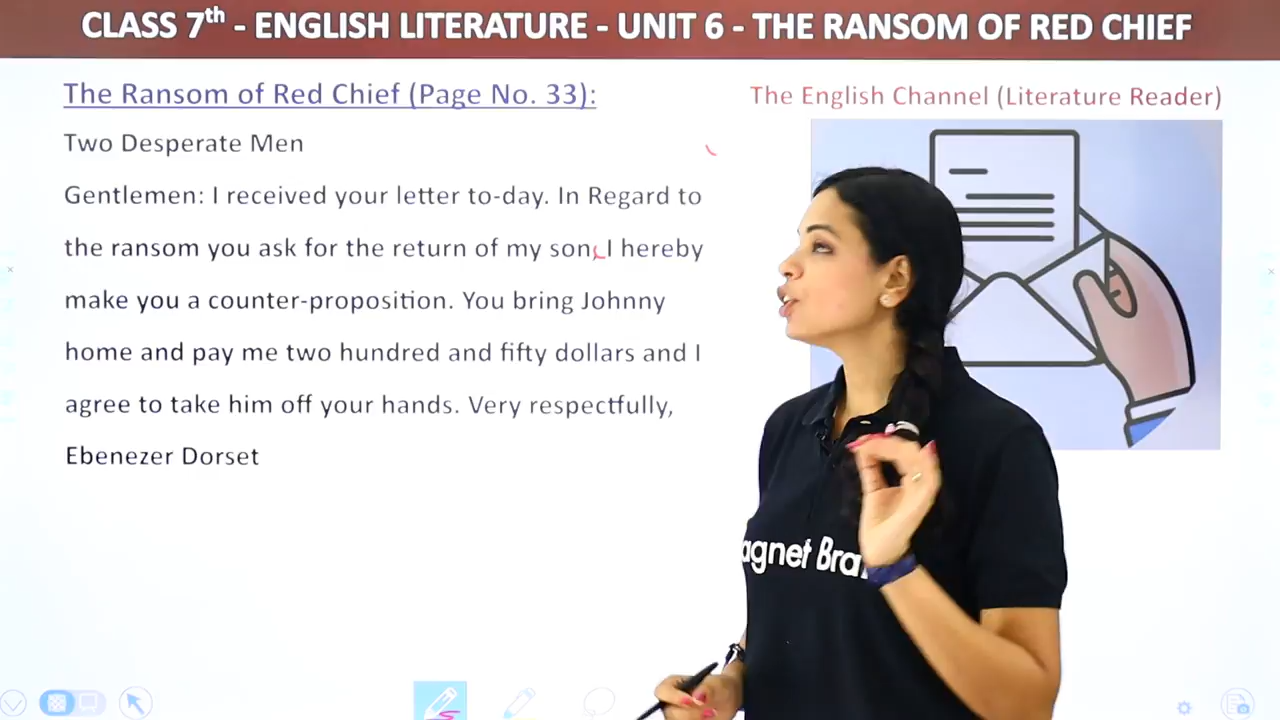 CLASS 7th - ENGLISH LITERATURE - UNIT 6 - THE RANSOM OF RED CHIEF
The Ransom of Red Chief (Page No. 33):
The English Channel (Literature Reader)
Two Desperate Men
Gentlemen: I received your letter to-day. In Regard to
the ransom you ask for the return of my son, I hereby
make you a counter-proposition. You bring Johnny
home and pay me two hundred and fifty dollars and I
agree to take him off your hands. Very respectfully,
Ebenezer Dorset
agnet Bra